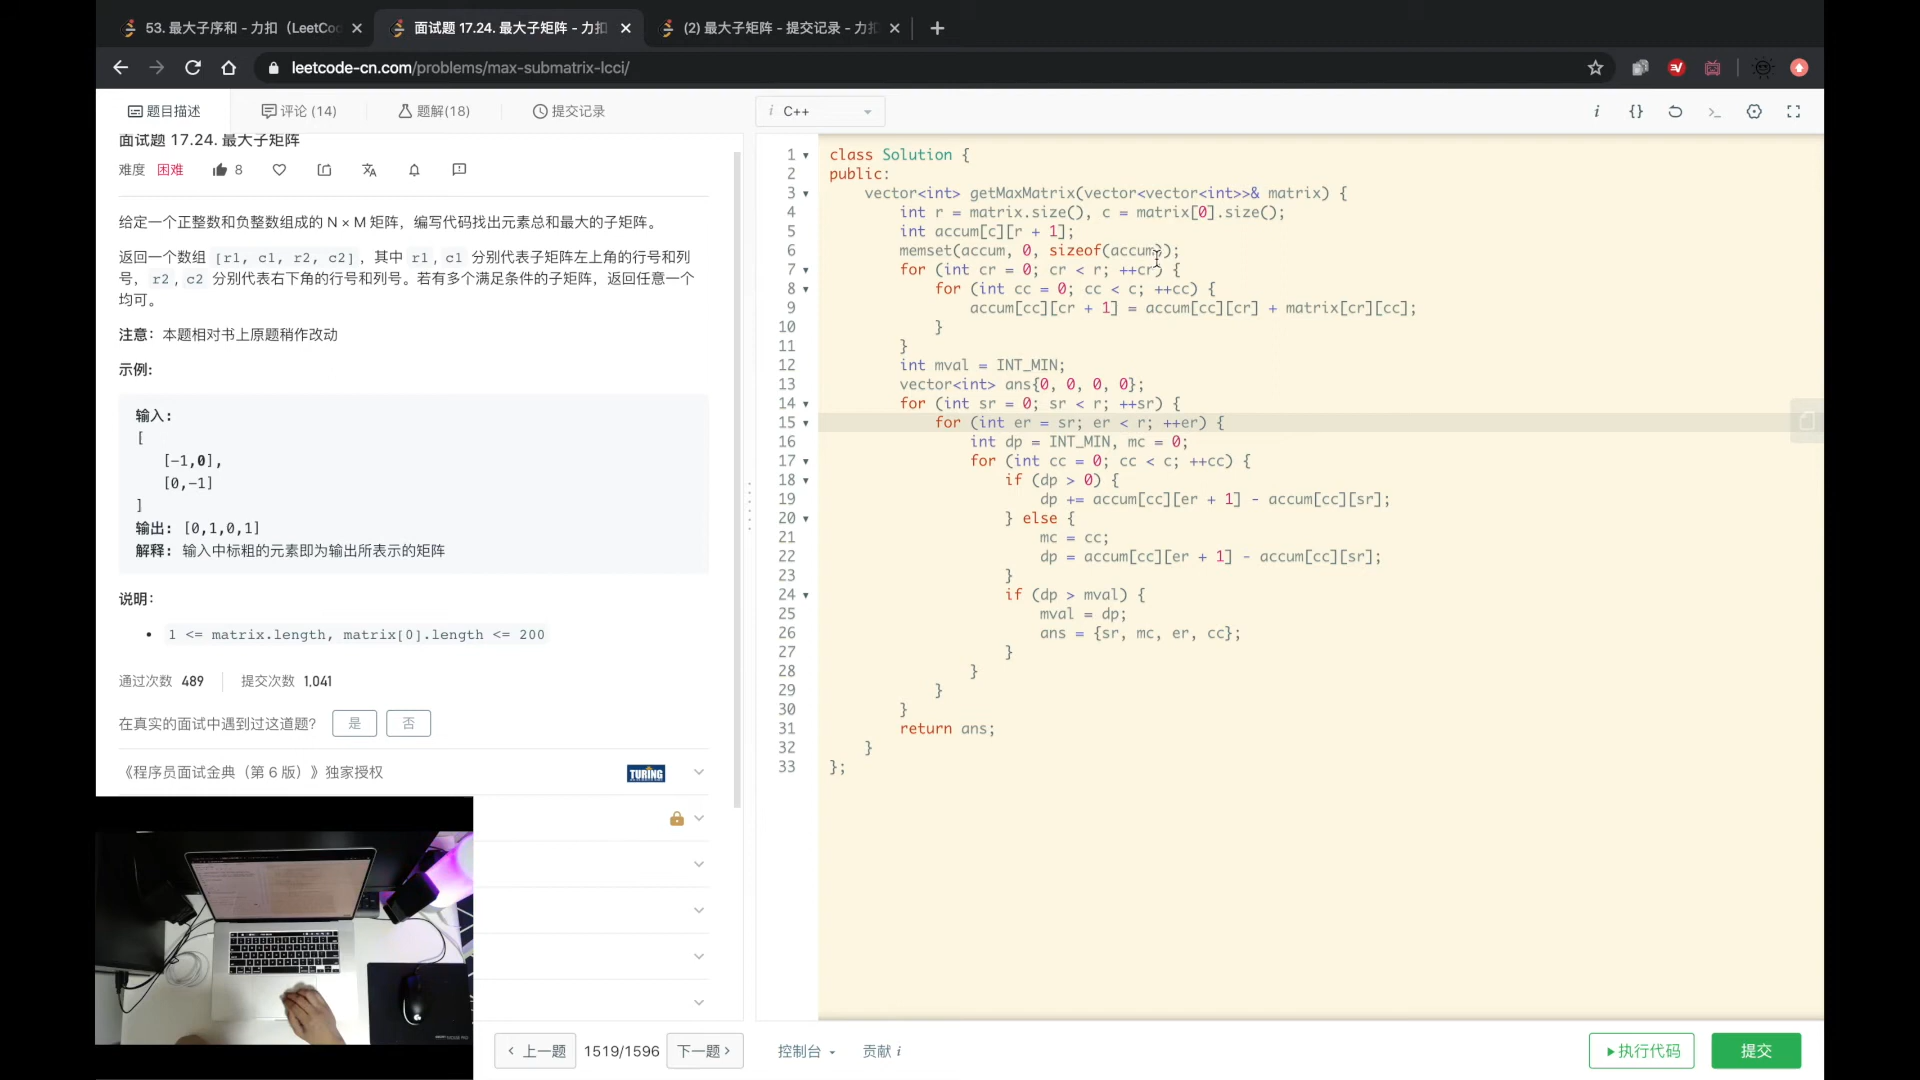 53. 最大子序和 - 力扣（LeetCo
面试题 17.24. 最大子矩阵 - 力扣
(2) 最大子矩阵 - 提交记录 - 力扣
leetcode-cn.com/problems/max-submatrix-lcci/
题目描述
评论 (14)
题解(18)
提交记录
i C++
面试题 17.24. 最大子矩阵
难度 困难 8
给定一个正整数和负整数组成的 N × M 矩阵，编写代码找出元素总和最大的子矩阵。
返回一个数组 [r1, c1, r2, c2]，其中 r1, c1 分别代表子矩阵左上角的行号和列
号，r2, c2 分别代表右下角的行号和列号。若有多个满足条件的子矩阵，返回任意一个
均可。
注意：本题相对书上原题稍作改动
示例:
输入:
[
[-1,0],
[0,-1]
]
输出: [0,1,0,1]
解释: 输入中标粗的元素即为输出所表示的矩阵
说明:
• 1 <= matrix.length, matrix[0].length <= 200
通过次数 489 提交次数 1,041
在真实的面试中遇到过这道题? 是 否
《程序员面试金典（第 6 版）》独家授权 TURING
1 class Solution {
2 public:
3 vector<int> getMaxMatrix(vector<vector<int>>& matrix) {
4 int r = matrix.size(), c = matrix[0].size();
5 int accum[c][r + 1];
6 memset(accum, 0, sizeof(accum));
7 for (int cr = 0; cr < r; ++cr) {
8 for (int cc = 0; cc < c; ++cc) {
9 accum[cc][cr + 1] = accum[cc][cr] + matrix[cr][cc];
10 }
11 }
12 int mval = INT_MIN;
13 vector<int> ans{0, 0, 0, 0};
14 for (int sr = 0; sr < r; ++sr) {
15 for (int er = sr; er < r; ++er) {
16 int dp = INT_MIN, mc = 0;
17 for (int cc = 0; cc < c; ++cc) {
18 if (dp > 0) {
19 dp += accum[cc][er + 1] - accum[cc][sr];
20 } else {
21 mc = cc;
22 dp = accum[cc][er + 1] - accum[cc][sr];
23 }
24 if (dp > mval) {
25 mval = dp;
26 ans = {sr, mc, er, cc};
27 }
28 }
29 }
30 }
31 return ans;
32 }
33 };
上一题 1519/1596 下一题
控制台 贡献 i
执行代码
提交